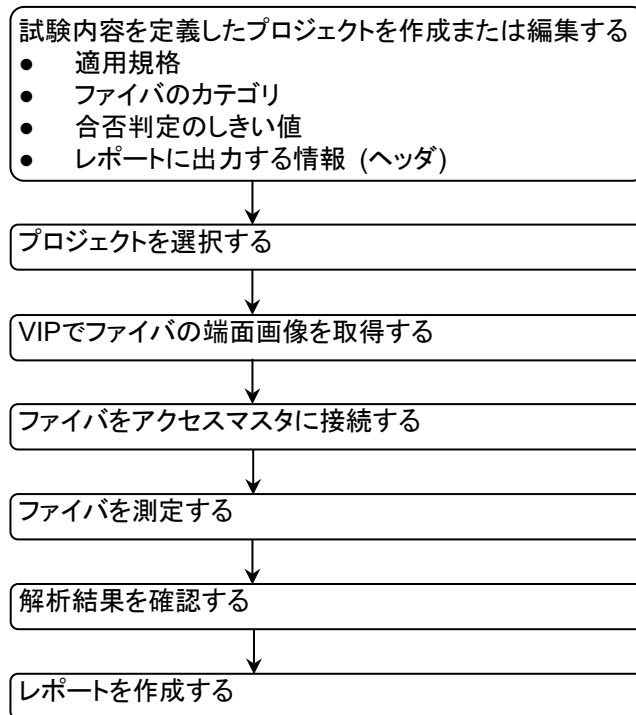 試験内容を定義したプロジェクトを作成または編集する
● 適用規格
● ファイバのカテゴリ
● 合否判定のしきい値
● レポートに出力する情報 (ヘッダ)
プロジェクトを選択する
VIPでファイバの端面画像を取得する
ファイバをアクセスマスタに接続する
ファイバを測定する
解析結果を確認する
レポートを作成する